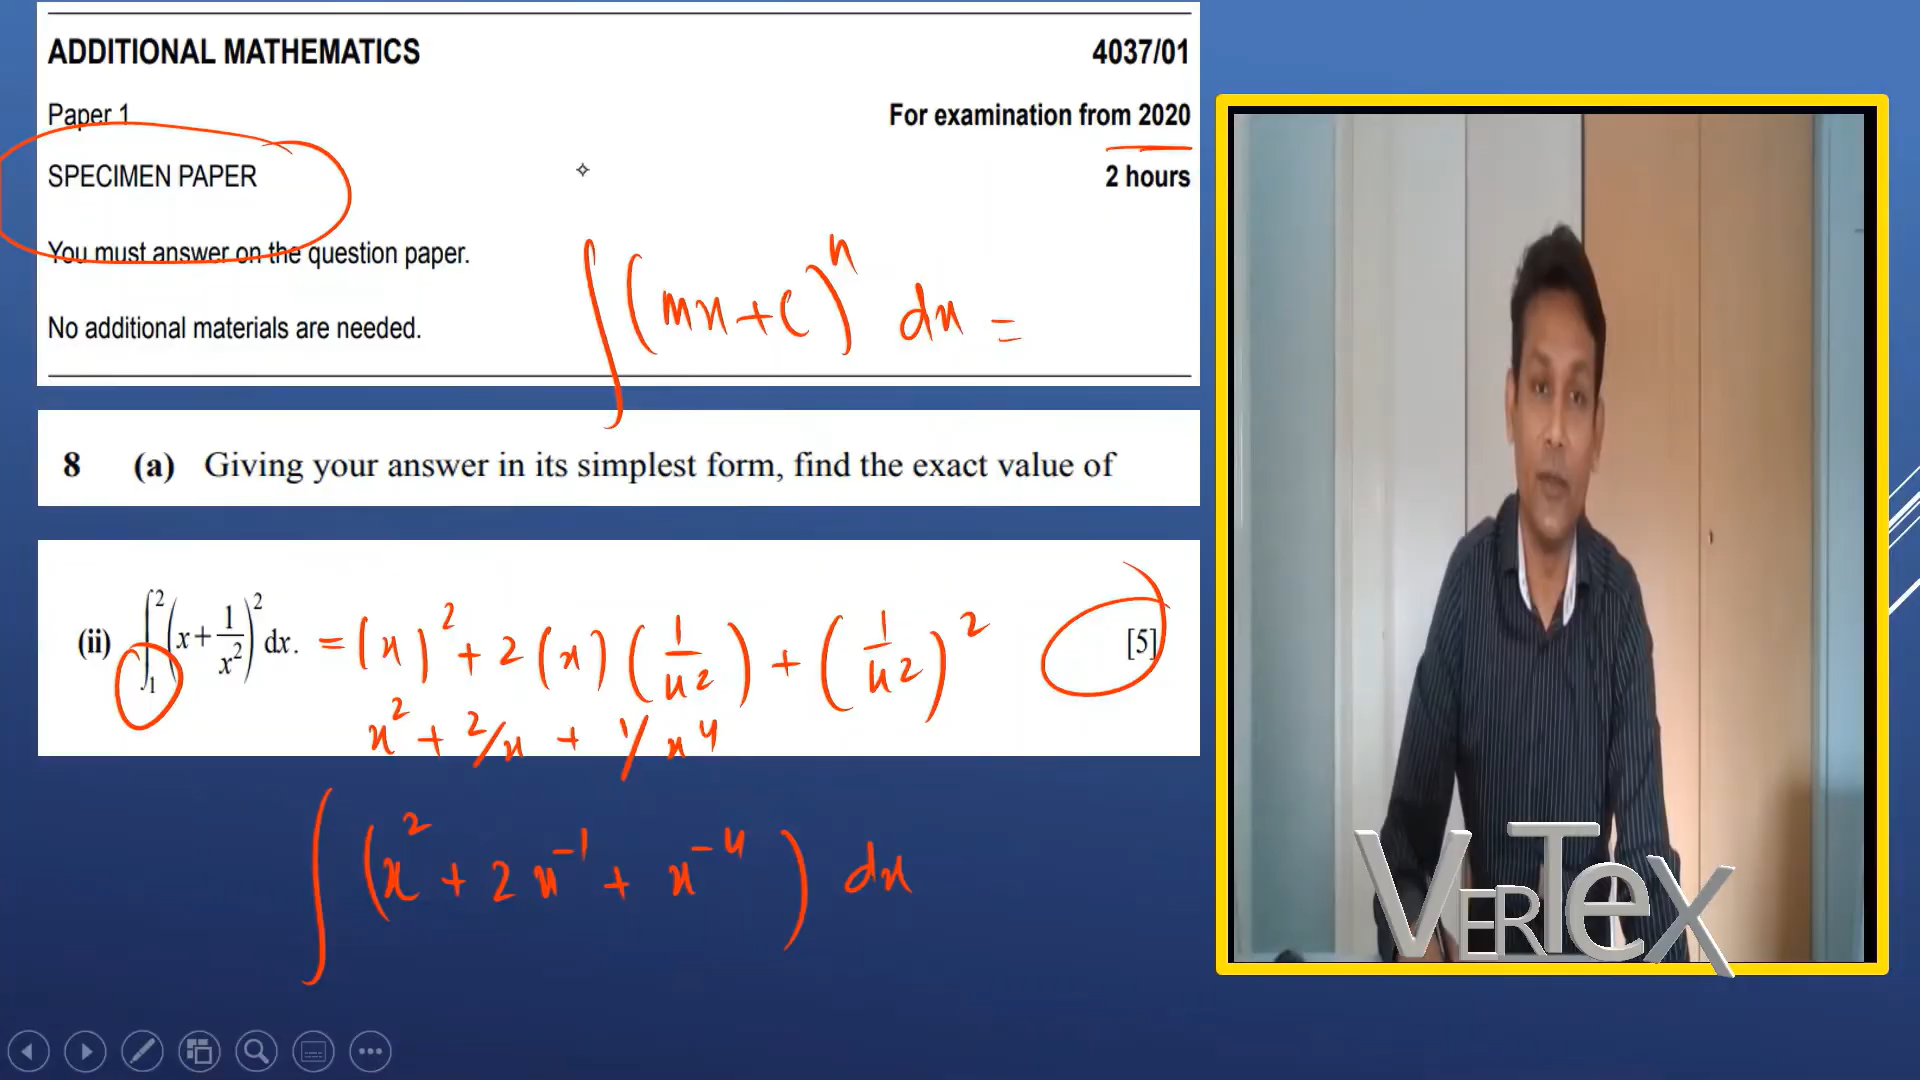 ADDITIONAL MATHEMATICS 4037/01
Paper 1 For examination from 2020
SPECIMEN PAPER 2 hours
You must answer on the question paper.
No additional materials are needed.
∫(mx+c)ⁿ dx =
8 (a) Giving your answer in its simplest form, find the exact value of
(ii) ∫₁² (x + 1/x²)² dx. = (x)² + 2(x)(1/x²) + (1/x²)² [5]
x² + 2/x + 1/x⁴
∫(x² + 2x⁻¹ + x⁻⁴) dx
VERTEX